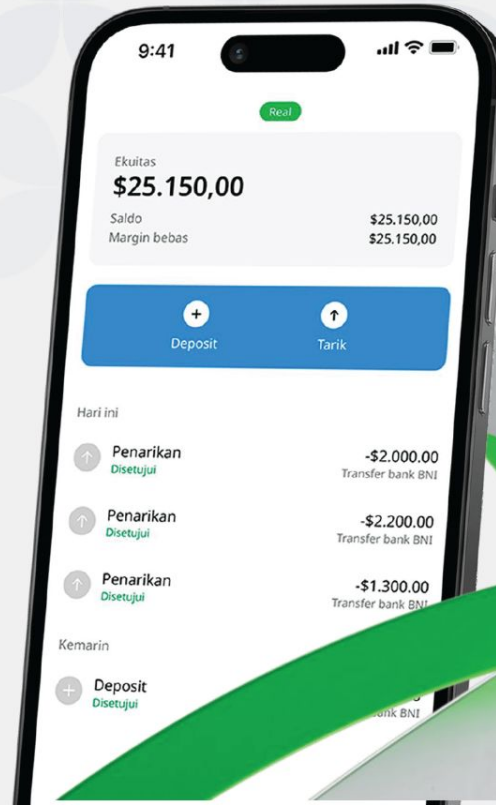 9:41
Real
Ekuitas
$25.150,00
Saldo $25.150,00
Margin bebas $25.150,00
Deposit Tarik
Hari ini
Penarikan -$2.000.00
Disetujui Transfer bank BNI
Penarikan -$2.200.00
Disetujui Transfer bank BNI
Penarikan -$1.300.00
Disetujui Transfer bank BNI
Kemarin
Deposit
Disetujui BNI